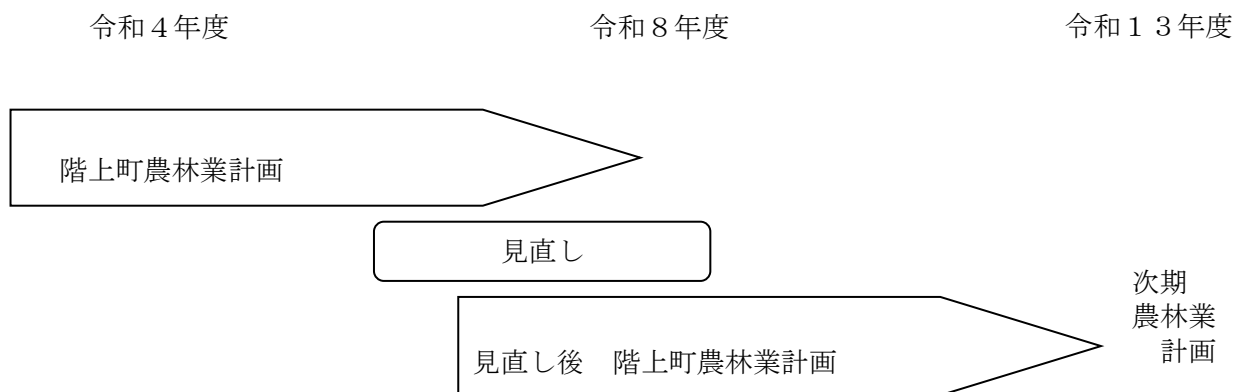 令和４年度
令和８年度
令和１３年度
階上町農林業計画
見直し
次期
農林業
計画
見直し後　階上町農林業計画